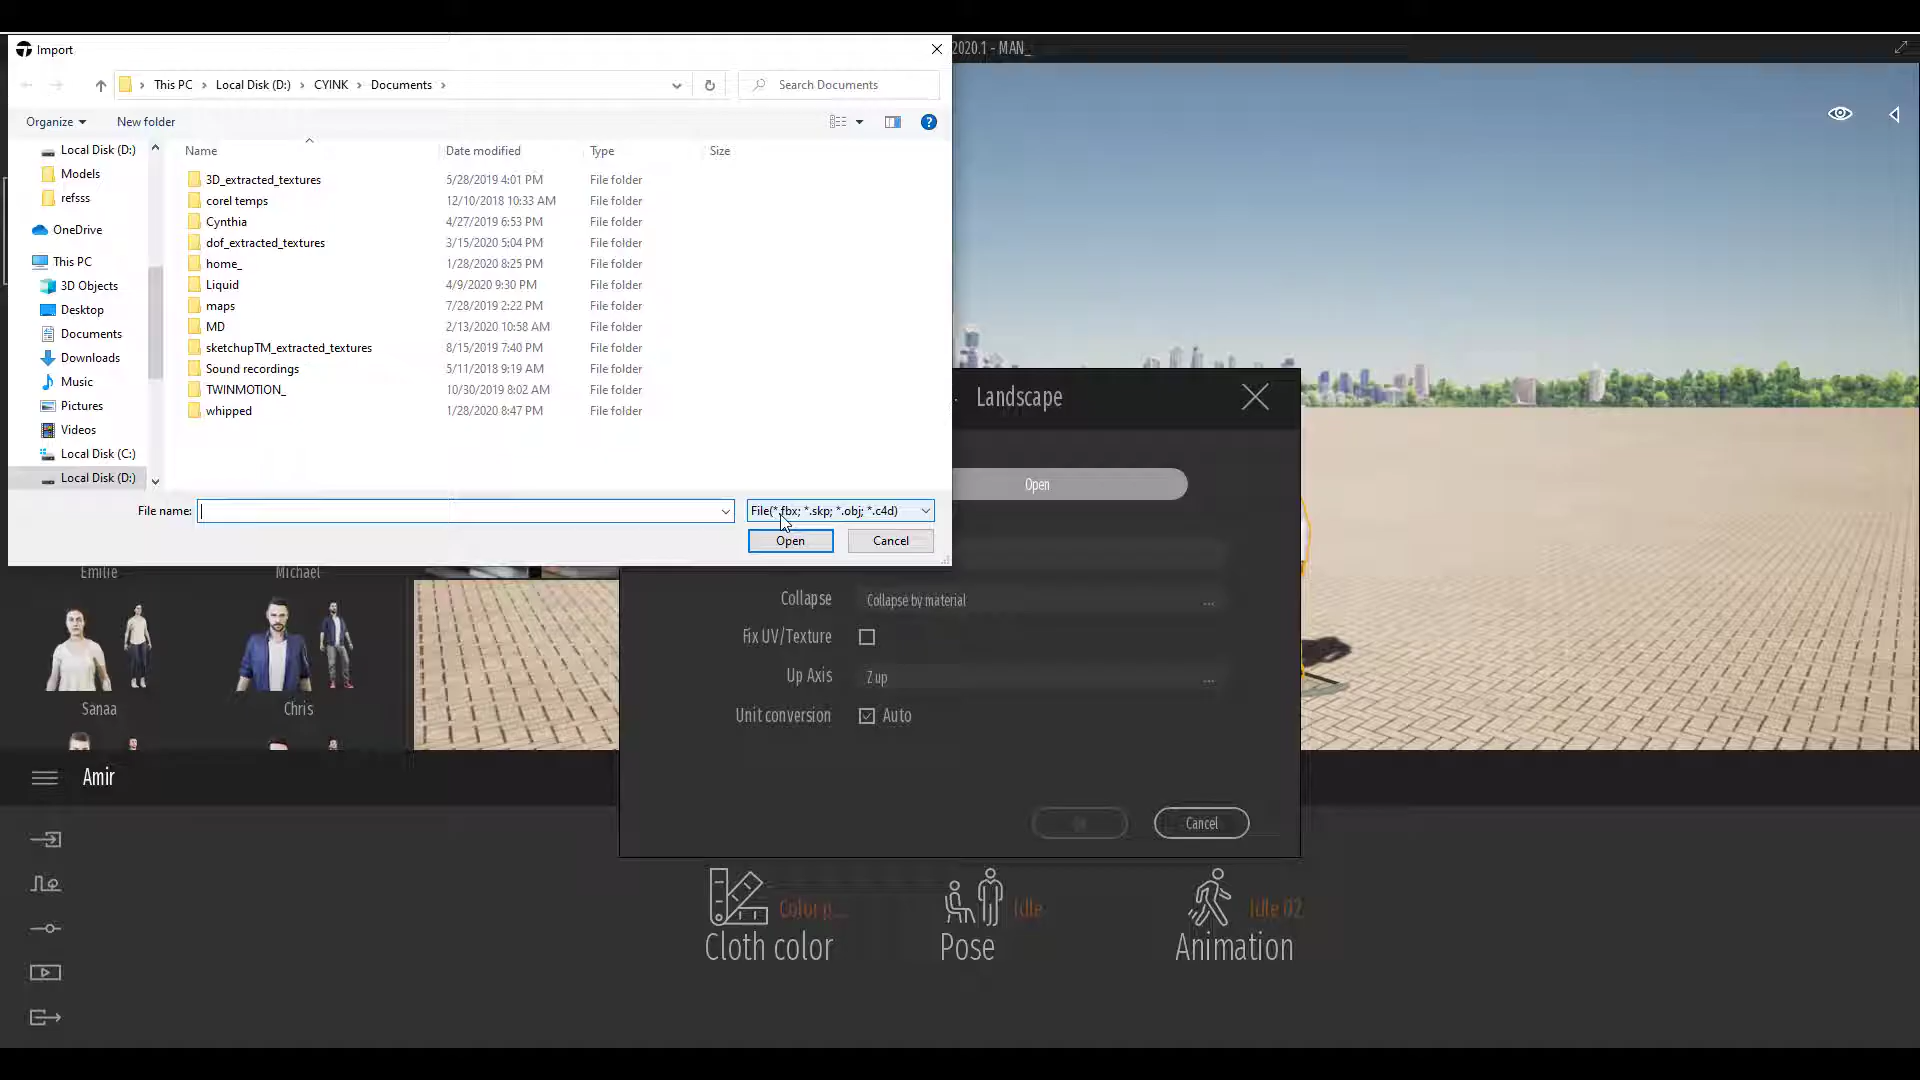 Import
2020.1 - MAN_
This PC
Local Disk (D:)
CYINK
Documents
Search Documents
Organize
New folder
Name
Date modified
Type
Size
Local Disk (D:)
Models
refsss
OneDrive
This PC
3D Objects
Desktop
Documents
Downloads
Music
Pictures
Videos
Local Disk (C:)
Local Disk (D:)
3D_extracted_textures 5/28/2019 4:01 PM File folder
corel temps 12/10/2018 10:33 AM File folder
Cynthia 4/27/2019 6:53 PM File folder
dof_extracted_textures 3/15/2020 5:04 PM File folder
home_ 1/28/2020 8:25 PM File folder
Liquid 4/9/2020 9:30 PM File folder
maps 7/28/2019 2:22 PM File folder
MD 2/13/2020 10:58 AM File folder
sketchupTM_extracted_textures 8/15/2019 7:40 PM File folder
Sound recordings 5/11/2018 9:19 AM File folder
TWINMOTION_ 10/30/2019 8:02 AM File folder
whipped 1/28/2020 8:47 PM File folder
File name:
File(*.fbx; *.skp; *.obj; *.c4d)
Open
Cancel
Landscape
Open
Collapse
Collapse by material
...
Fix UV/Texture
Up Axis
Z up
...
Unit conversion
Auto
Cancel
Emilie
Michael
Sanaa
Chris
Amir
Color p...
Cloth color
Idle
Pose
Idle 02
Animation